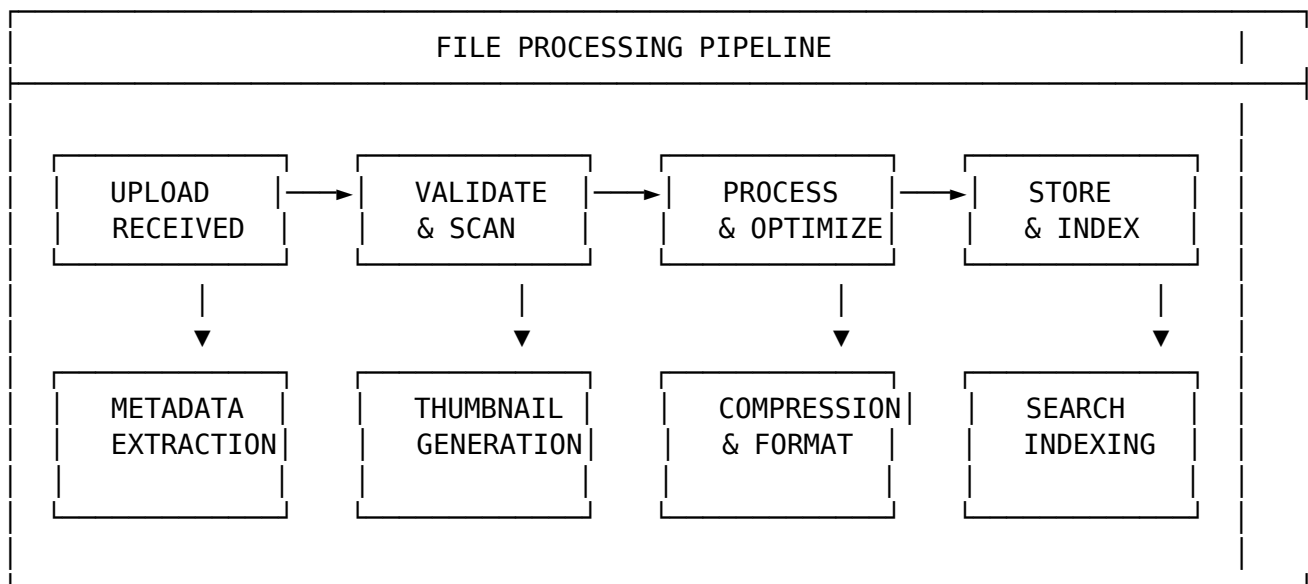 FILE PROCESSING PIPELINE
UPLOAD VALIDATE PROCESS STORE
RECEIVED & SCAN & OPTIMIZE & INDEX
METADATA THUMBNAIL COMPRESSION SEARCH
EXTRACTION GENERATION & FORMAT INDEXING